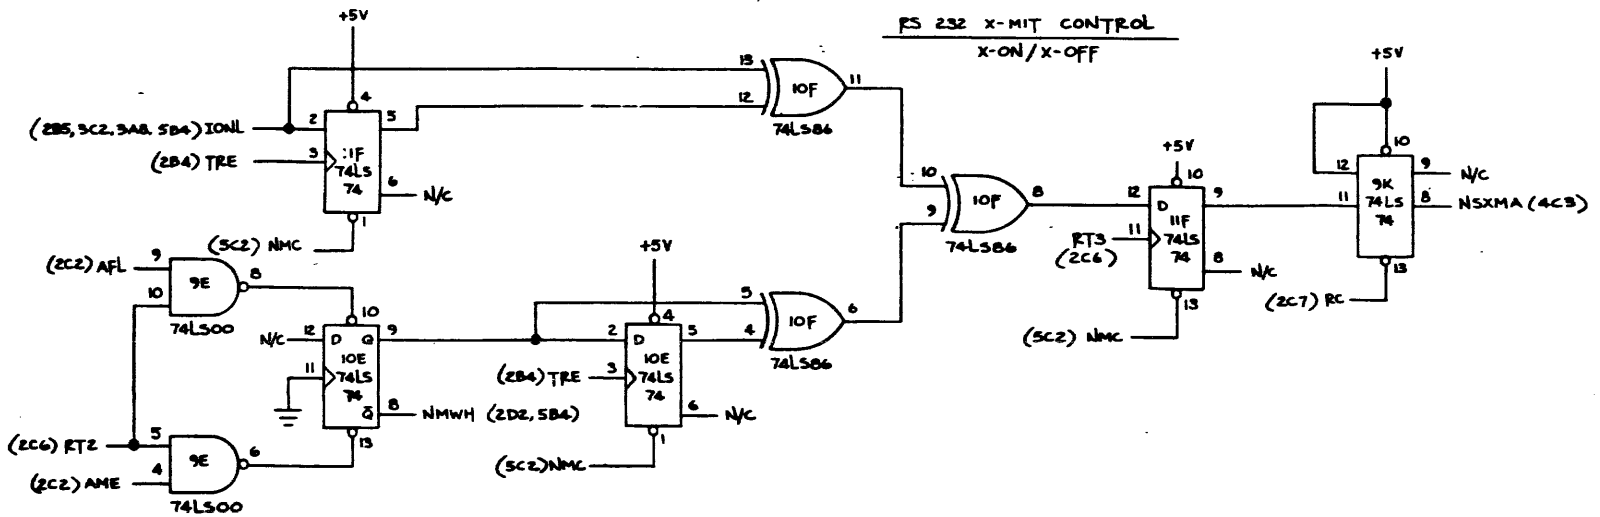 RS 232 X-MIT CONTROL
X-ON/X-OFF
+5V
4
(2B5, 3C2, 3A8, 5B4) IONL
2
5
(2B4) TRE
3
11F
74LS
74
6
N/C
1
(5C2) NMC
13
12
10F
11
74LS86
(2C2) AFL
9
10
9E
8
74LS00
10
N/C
12
D
Q
9
10E
11
74LS
74
Q̄
8
NMWH (2D2, 5B4)
13
(2C6) RT2
5
4
9E
6
(2C2) AME
74LS00
+5V
4
2
D
5
10E
(2B4) TRE
3
74LS
74
6
N/C
1
(5C2) NMC
5
4
10F
6
74LS86
10
9
10F
8
74LS86
+5V
10
12
D
9
11F
RT3
11
(2C6)
74LS
74
8
N/C
13
(5C2) NMC
+5V
10
12
9
N/C
9K
11
74LS
8
NSXMA (4C3)
74
13
(2C7) RC